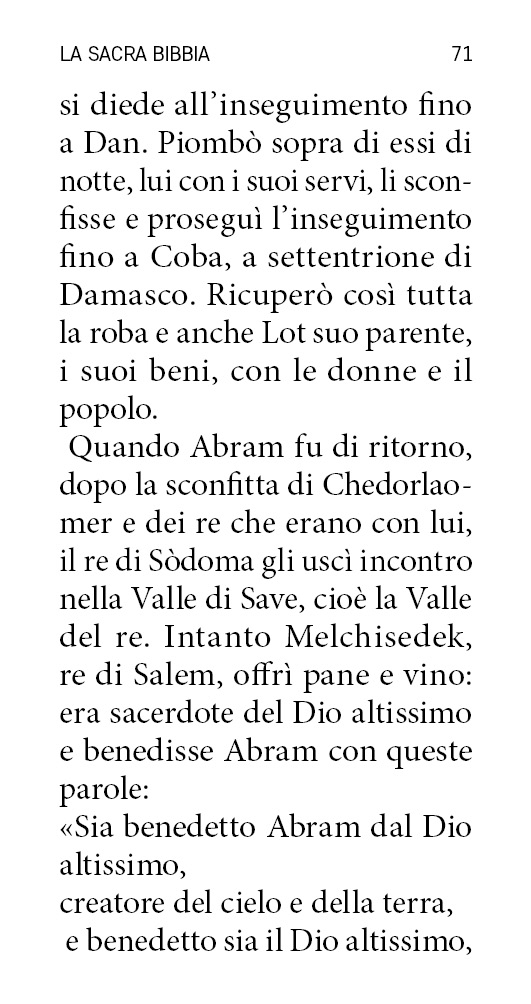 LA SACRA BIBBIA 71
si diede all’inseguimento fino
a Dan. Piombò sopra di essi di
notte, lui con i suoi servi, li scon-
fisse e proseguì l’inseguimento
fino a Coba, a settentrione di
Damasco. Ricuperò così tutta
la roba e anche Lot suo parente,
i suoi beni, con le donne e il
popolo.
Quando Abram fu di ritorno,
dopo la sconfitta di Chedorlao-
mer e dei re che erano con lui,
il re di Sòdoma gli uscì incontro
nella Valle di Save, cioè la Valle
del re. Intanto Melchisedek,
re di Salem, offrì pane e vino:
era sacerdote del Dio altissimo
e benedisse Abram con queste
parole:
«Sia benedetto Abram dal Dio
altissimo,
creatore del cielo e della terra,
e benedetto sia il Dio altissimo,